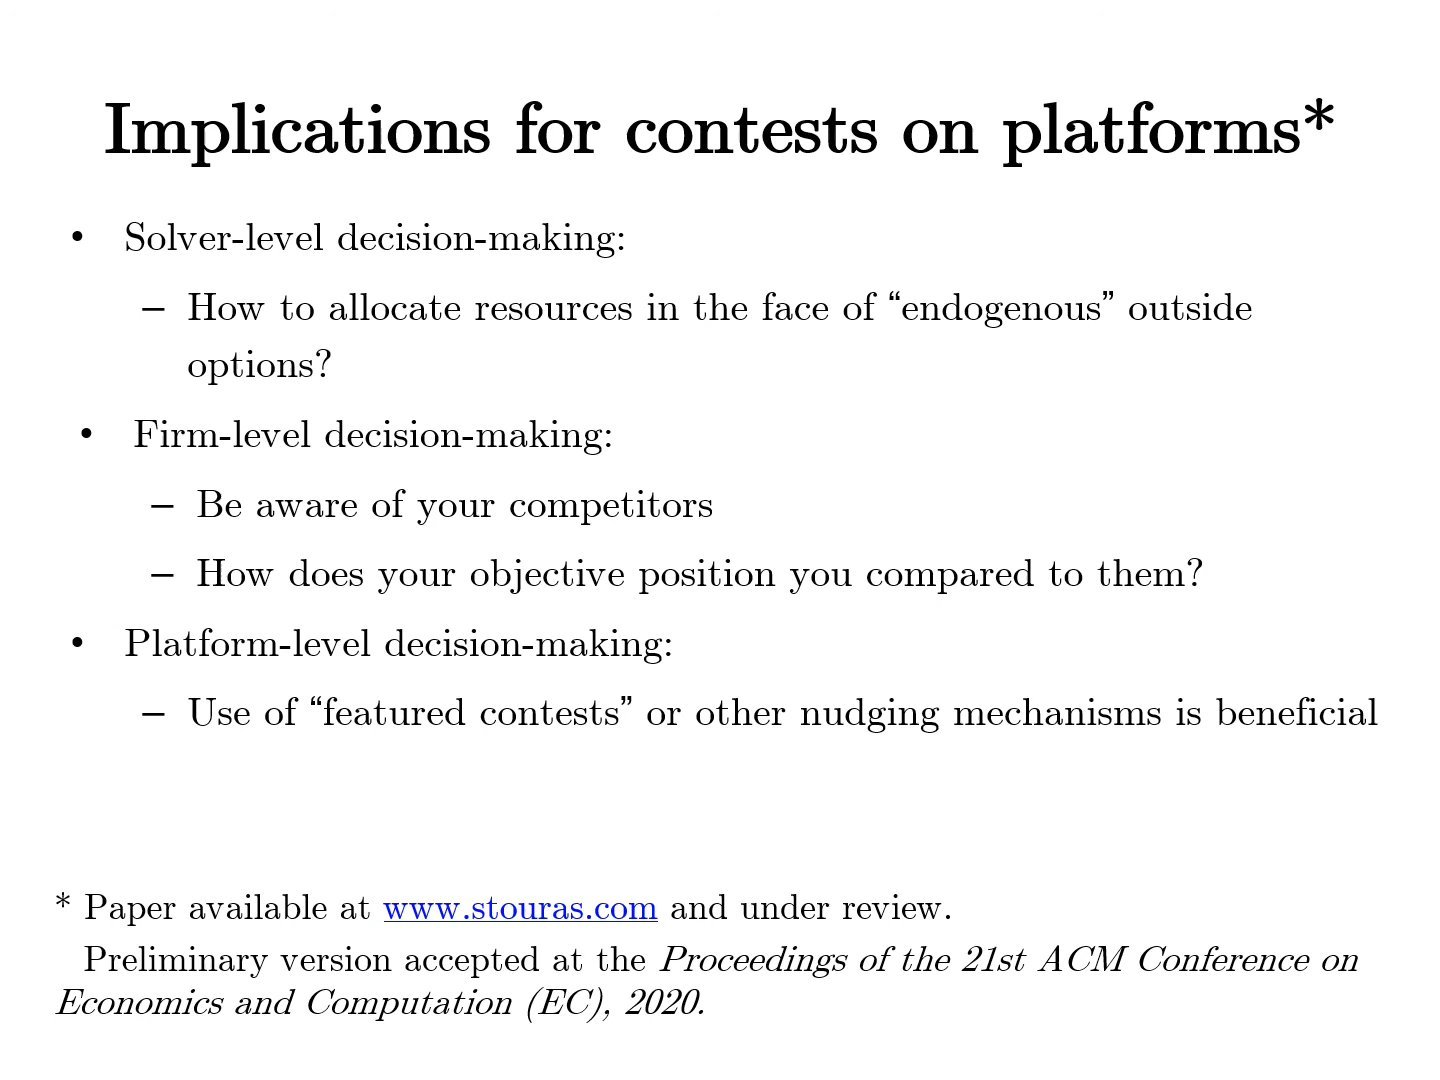 Implications for contests on platforms*
• Solver-level decision-making:
– How to allocate resources in the face of “endogenous” outside
options?
• Firm-level decision-making:
– Be aware of your competitors
– How does your objective position you compared to them?
• Platform-level decision-making:
– Use of “featured contests” or other nudging mechanisms is beneficial
* Paper available at www.stouras.com and under review.
Preliminary version accepted at the Proceedings of the 21st ACM Conference on
Economics and Computation (EC), 2020.